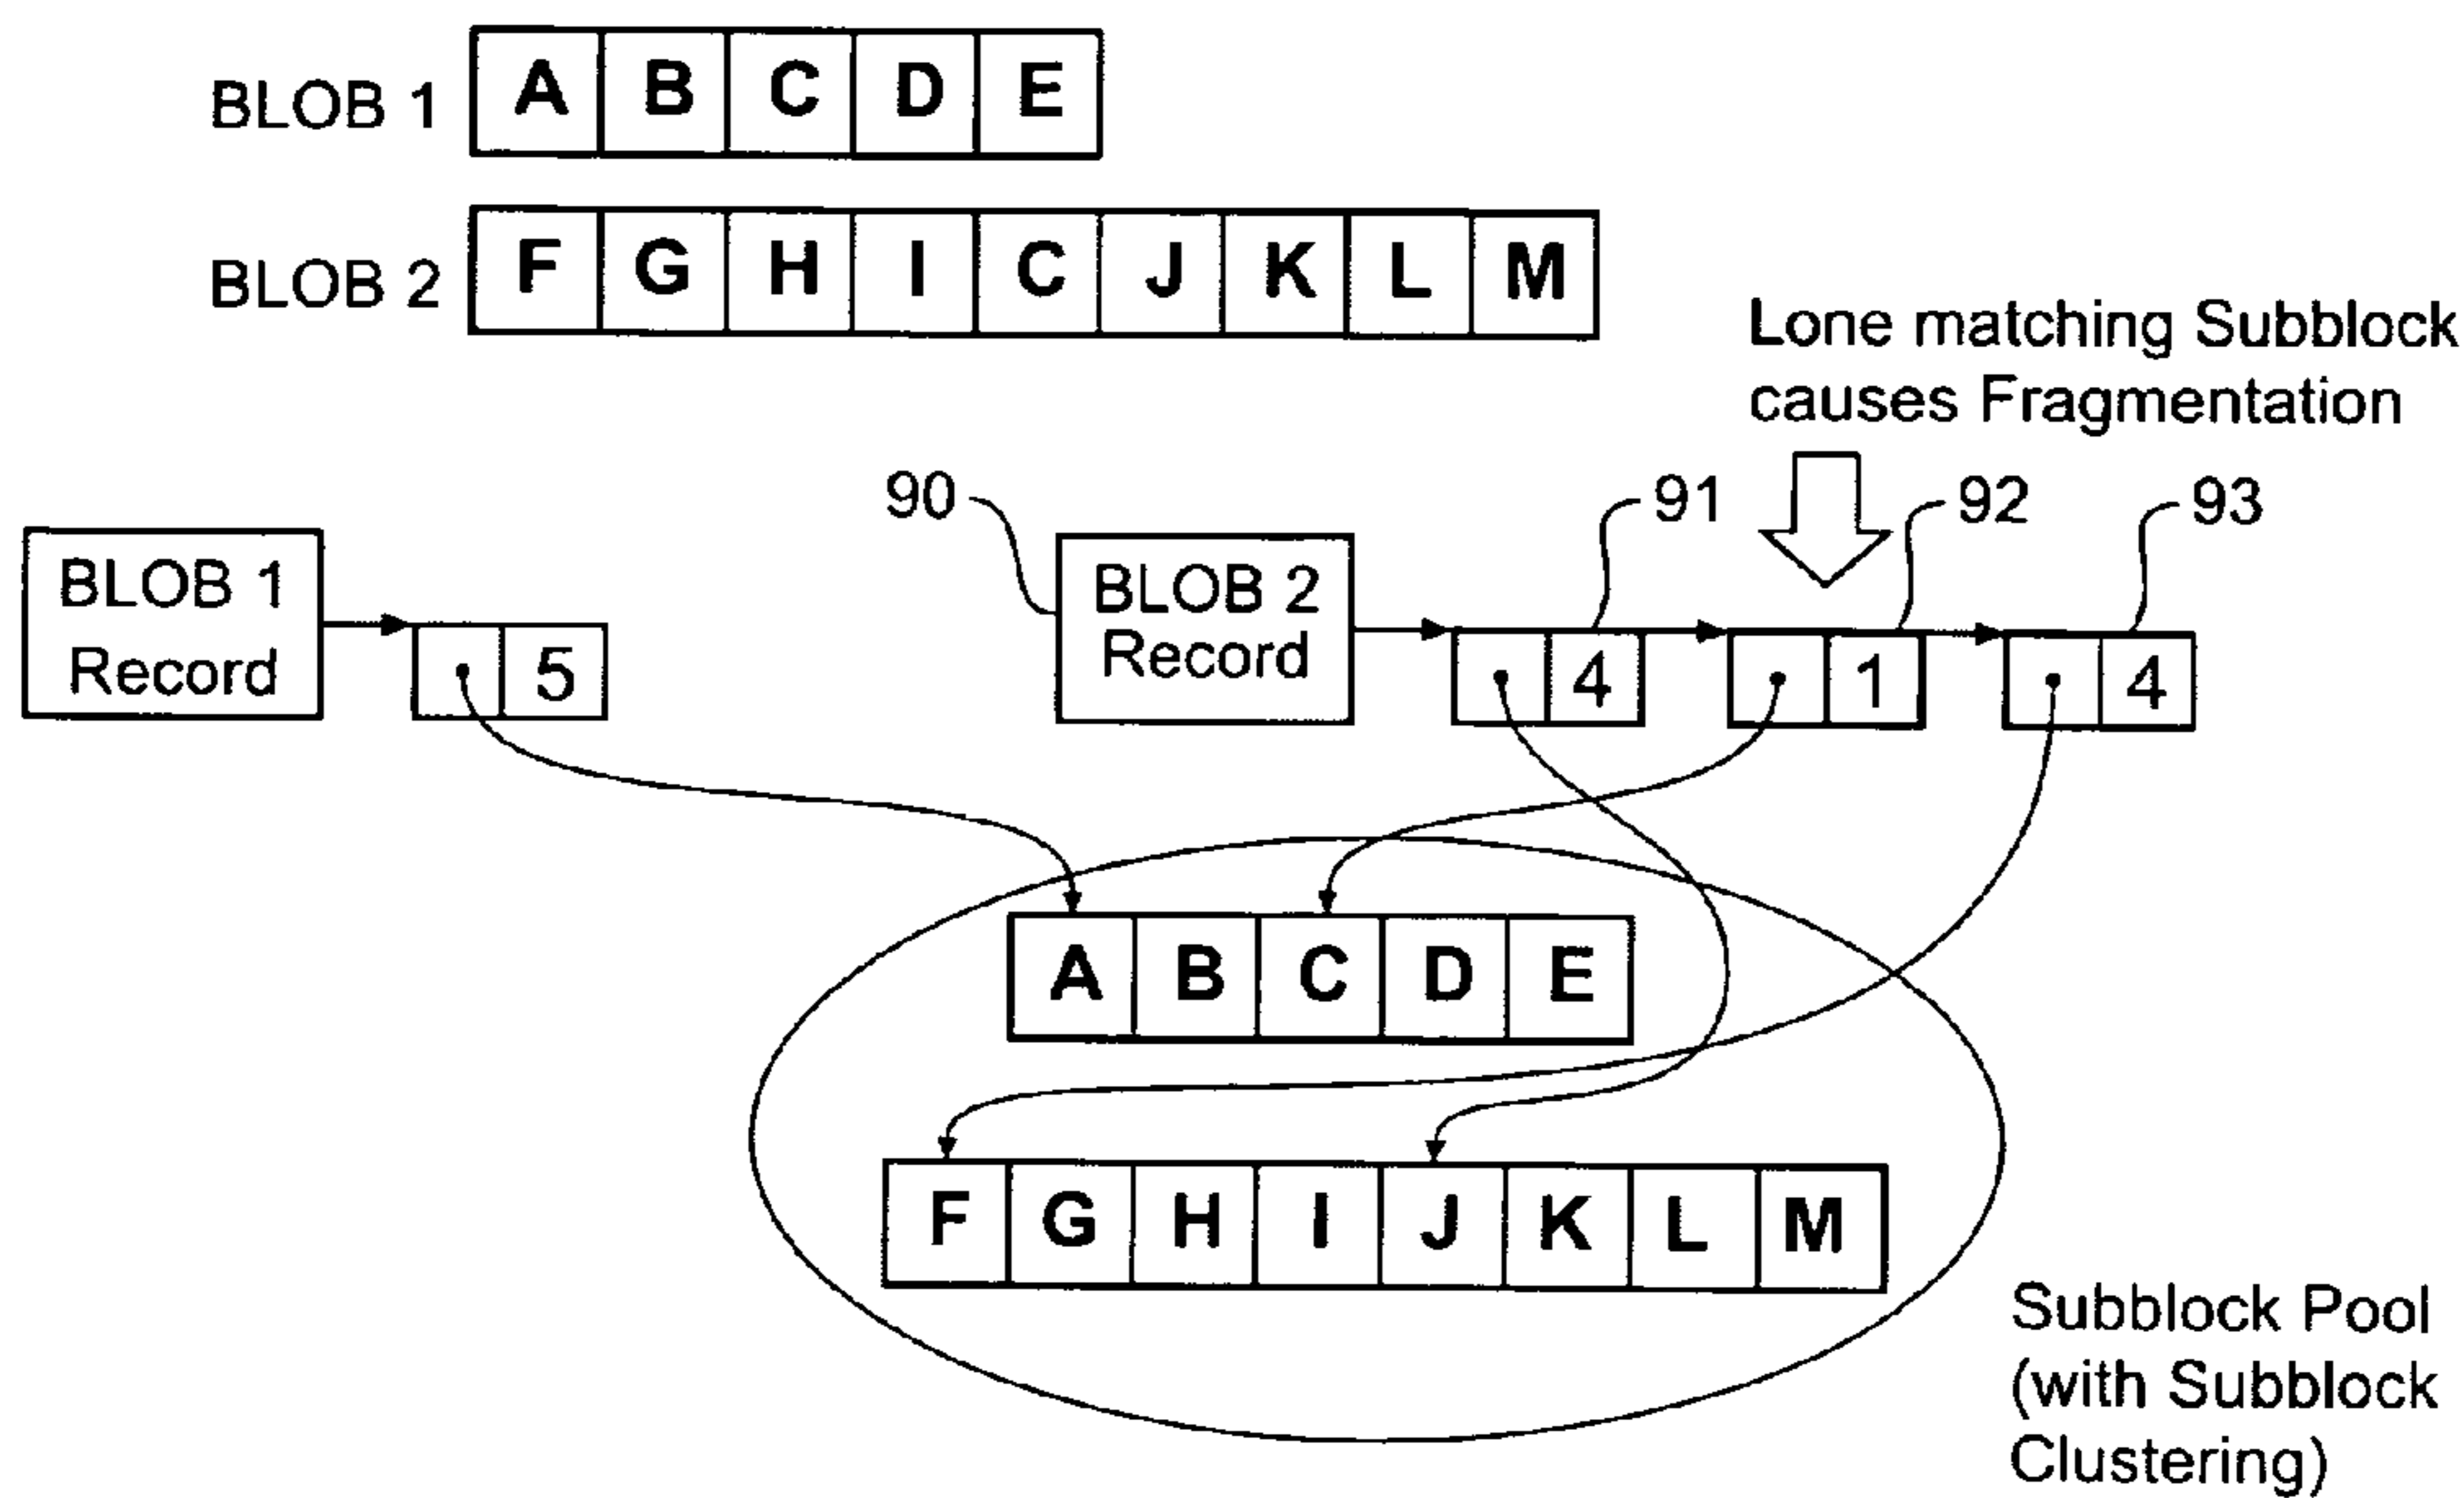 BLOB 1 A B C D E
BLOB 2 F G H I C J K L M
Lone matching Subblock
causes Fragmentation
90 91 92 93
BLOB 1
Record
5
BLOB 2
Record
4 1 4
A B C D E
F G H I J K L M
Subblock Pool
(with Subblock
Clustering)